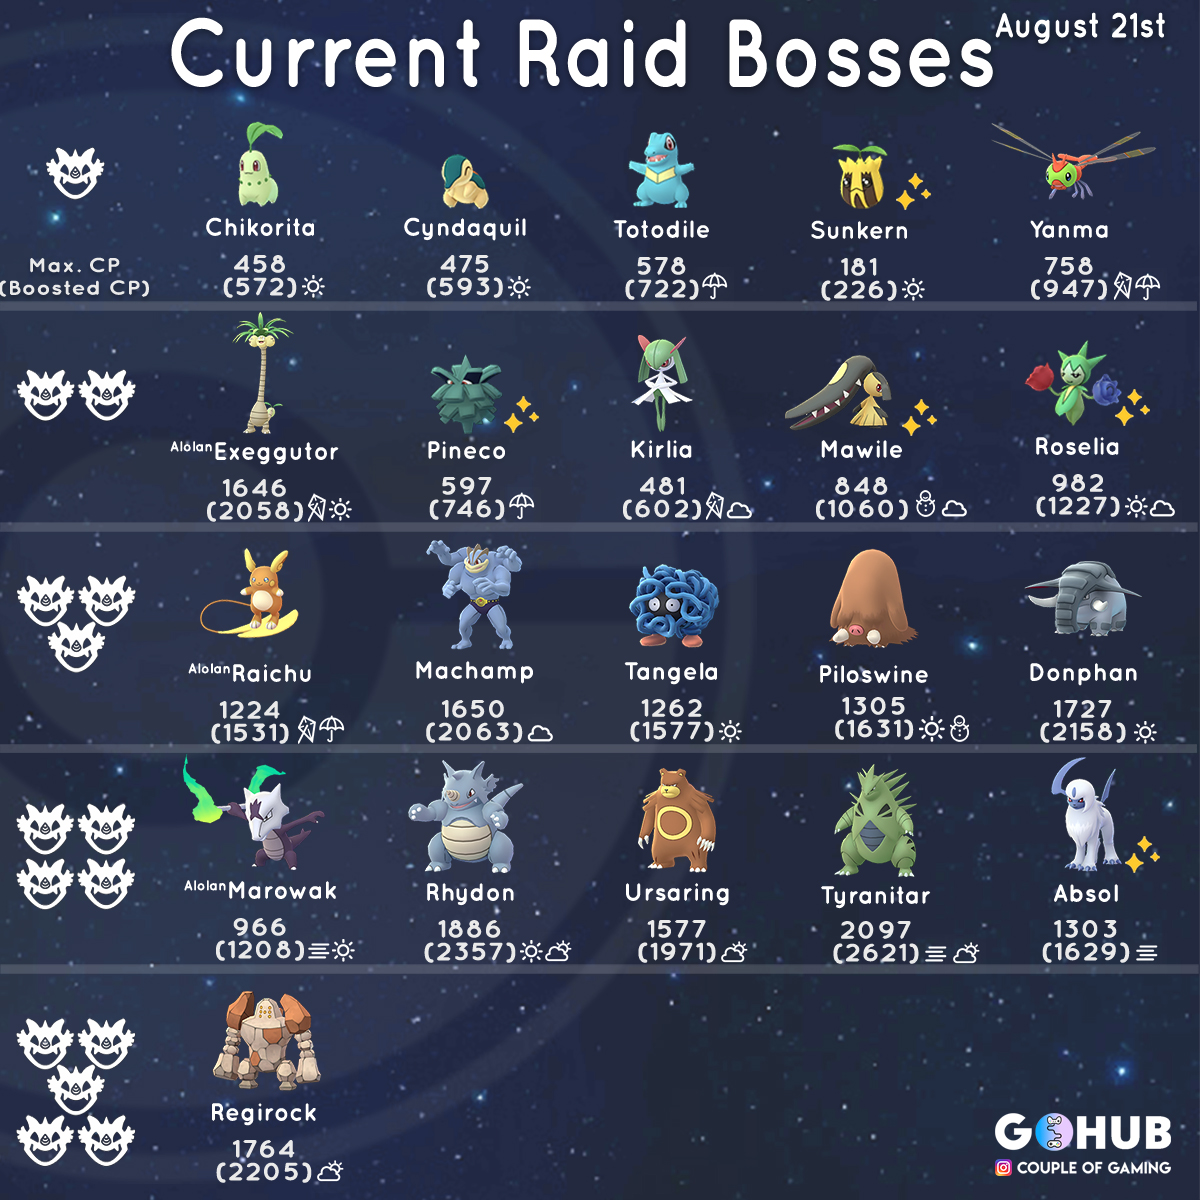 Current Raid Bosses
August 21st
Chikorita
Cyndaquil
Totodile
Sunkern
Yanma
Max. CP
(Boosted CP)
458
(572)
475
(593)
578
(722)
181
(226)
758
(947)
Alolan Exeggutor
Pineco
Kirlia
Mawile
Roselia
1646
(2058)
597
(746)
481
(602)
848
(1060)
982
(1227)
Alolan Raichu
Machamp
Tangela
Piloswine
Donphan
1224
(1531)
1650
(2063)
1262
(1577)
1305
(1631)
1727
(2158)
Alolan Marowak
Rhydon
Ursaring
Tyranitar
Absol
966
(1208)
1886
(2357)
1577
(1971)
2097
(2621)
1303
(1629)
Regirock
1764
(2205)
GOHUB
COUPLE OF GAMING